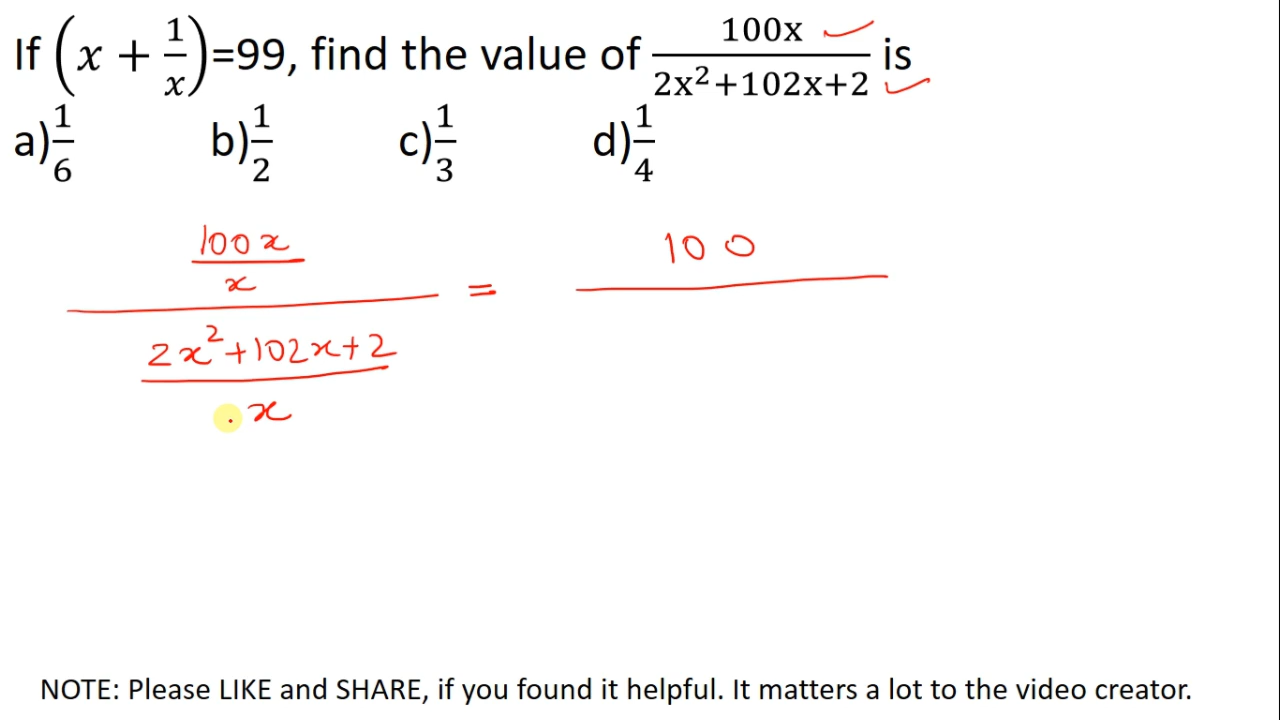 If (x + 1/x)=99, find the value of 100x/(2x²+102x+2) is
a)1/6 b)1/2 c)1/3 d)1/4
100x/x / (2x²+102x+2)/x = 100
NOTE: Please LIKE and SHARE, if you found it helpful. It matters a lot to the video creator.